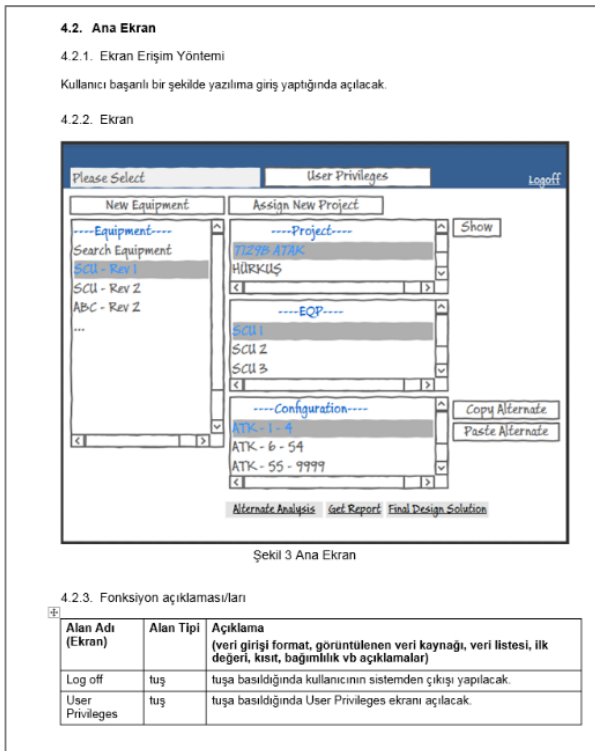 4.2. Ana Ekran
4.2.1. Ekran Erişim Yöntemi
Kullanıcı başarılı bir şekilde yazılıma giriş yaptığında açılacak.
4.2.2. Ekran
Please Select
User Privileges
Logoff
New Equipment
Assign New Project
----Equipment----
Search Equipment
SCU - Rev 1
SCU - Rev 2
ABC - Rev 2
...
----Project----
T129B ATAK
HÜRKUŞ
Show
----EQP----
SCU 1
SCU 2
SCU 3
----Configuration----
ATK - 1 - 4
ATK - 6 - 54
ATK - 55 - 9999
Copy Alternate
Paste Alternate
Alternate Analysis Get Report Final Design Solution
Şekil 3 Ana Ekran
4.2.3. Fonksiyon açıklaması/ları
Alan Adı (Ekran)
Alan Tipi
Açıklama
(veri girişi format, görüntülenen veri kaynağı, veri listesi, ilk
değeri, kısıt, bağımlılık vb açıklamalar)
Log off
tuş
tuşa basıldığında kullanıcının sistemden çıkışı yapılacak.
User
Privileges
tuş
tuşa basıldığında User Privileges ekranı açılacak.